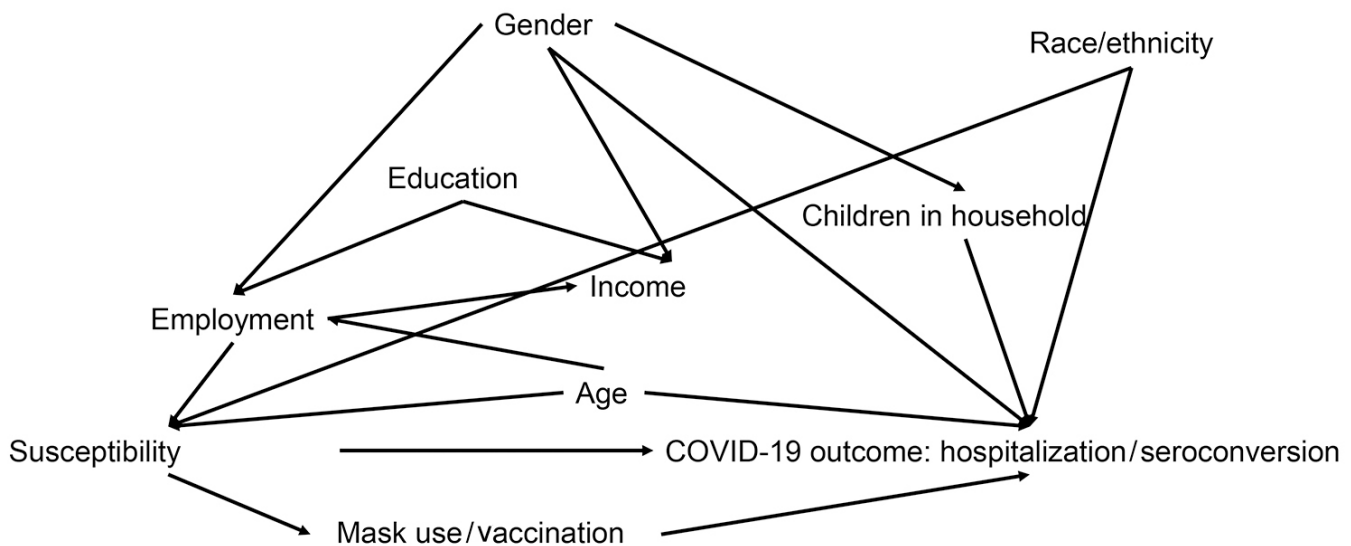 Gender
Race/ethnicity
Education
Children in household
Income
Employment
Age
Susceptibility
COVID-19 outcome: hospitalization/seroconversion
Mask use/vaccination